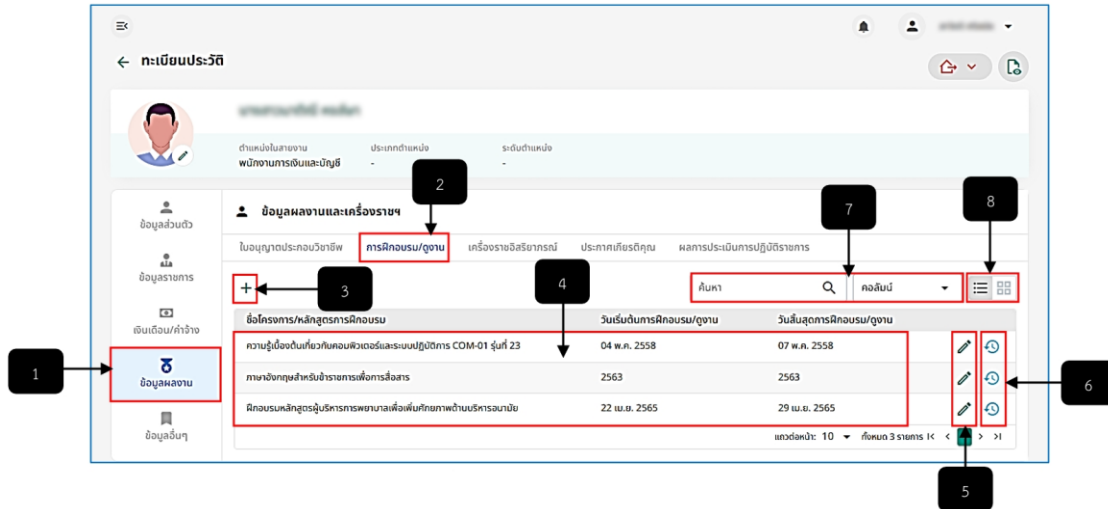 ทะเบียนประวัติ
ตำแหน่งในสายงาน ประเภทตำแหน่ง ระดับตำแหน่ง
พนักงานการเงินและบัญชี - -
2
7
8
ข้อมูลส่วนตัว
ข้อมูลผลงานและเครื่องราชฯ
ใบอนุญาตประกอบวิชาชีพ การฝึกอบรม/ดูงาน เครื่องราชอิสริยาภรณ์ ประกาศเกียรติคุณ ผลการประเมินการปฏิบัติราชการ
ข้อมูลราชการ
3
4
ค้นหา คอลัมน์
ชื่อโครงการ/หลักสูตรการฝึกอบรม วันเริ่มต้นการฝึกอบรม/ดูงาน วันสิ้นสุดการฝึกอบรม/ดูงาน
เงินเดือน/ค่าจ้าง
ความรู้เบื้องต้นเกี่ยวกับคอมพิวเตอร์และระบบปฏิบัติการ COM-01 รุ่นที่ 23 04 พ.ค. 2558 07 พ.ค. 2558
1
ข้อมูลผลงาน
ภาษาอังกฤษสำหรับข้าราชการเพื่อการสื่อสาร 2563 2563
6
ฝึกอบรมหลักสูตรผู้บริหารการพยาบาลเพื่อเพิ่มศักยภาพด้านบริหารอนามัย 22 เม.ย. 2565 29 เม.ย. 2565
ข้อมูลอื่นๆ
แถวต่อหน้า: 10 ทั้งหมด 3 รายการ
5